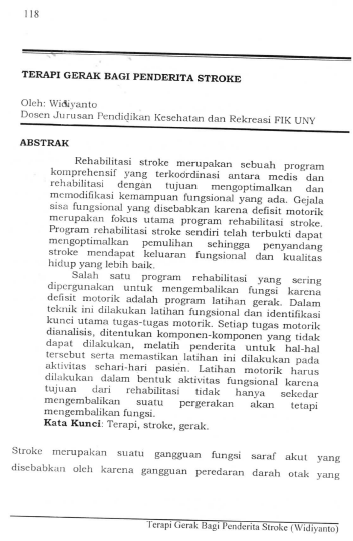 118
TERAPI GERAK BAGI PENDERITA STROKE
Oleh: Widiyanto
Dosen Jurusan Pendidikan Kesehatan dan Rekreasi FIK UNY
ABSTRAK
Rehabilitasi stroke merupakan sebuah program
komprehensif yang terkoordinasi antara medis dan
rehabilitasi dengan tujuan mengoptimalkan dan
memodifikasi kemampuan fungsional yang ada. Gejala
sisa fungsional yang disebabkan karena defisit motorik
merupakan fokus utama program rehabilitasi stroke.
Program rehabilitasi stroke sendiri telah terbukti dapat
mengoptimalkan pemulihan sehingga penyandang
stroke mendapat keluaran fungsional dan kualitas
hidup yang lebih baik.
Salah satu program rehabilitasi yang sering
dipergunakan untuk mengembalikan fungsi karena
defisit motorik adalah program latihan gerak. Dalam
teknik ini dilakukan latihan fungsional dan identifikasi
kunci utama tugas-tugas motorik. Setiap tugas motorik
dianalisis, ditentukan komponen-komponen yang tidak
dapat dilakukan, melatih penderita untuk hal-hal
tersebut serta memastikan latihan ini dilakukan pada
aktivitas sehari-hari pasien. Latihan motorik harus
dilakukan dalam bentuk aktivitas fungsional karena
tujuan dari rehabilitasi tidak hanya sekedar
mengembalikan suatu pergerakan akan tetapi
mengembalikan fungsi.
Kata Kunci: Terapi, stroke, gerak.
Stroke merupakan suatu gangguan fungsi saraf akut yang
disebabkan oleh karena gangguan peredaran darah otak yang
Terapi Gerak Bagi Penderita Stroke (Widiyanto)